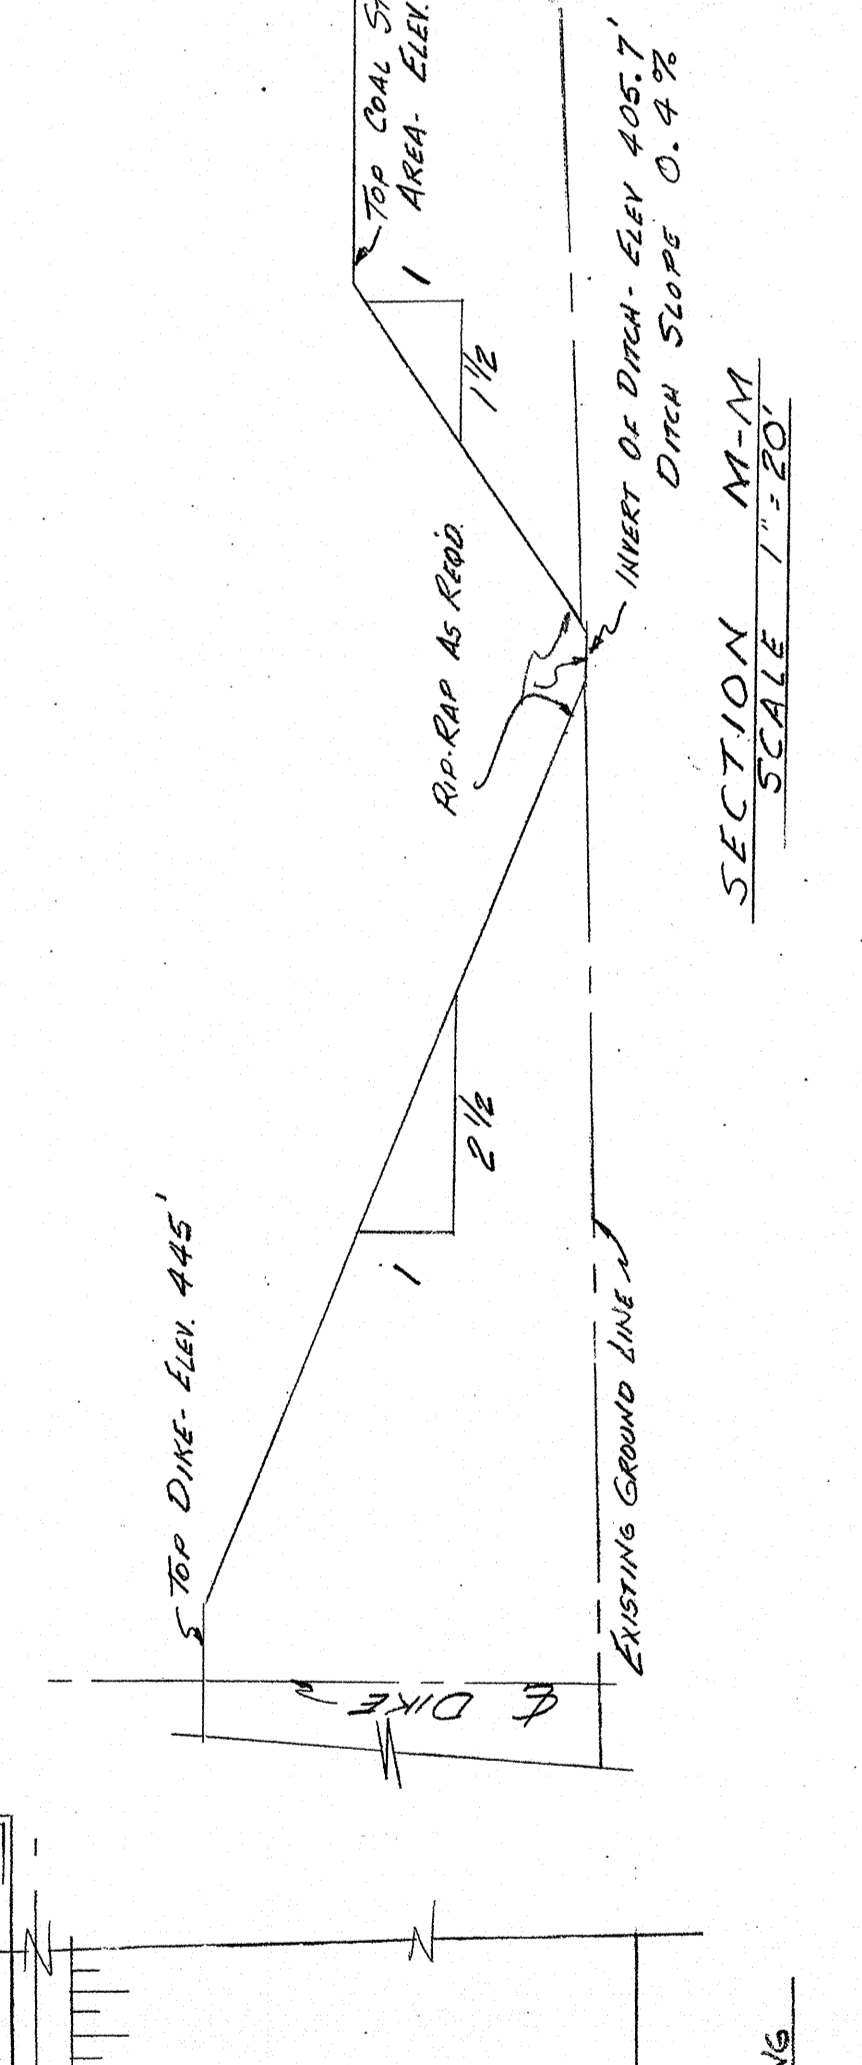 TOP DIKE- ELEV. 445'
TOP COAL
AREA- ELEV.
1
1½
RIP-RAP AS REQ'D.
1
2½
INVERT OF DITCH- ELEV 405.7'
DITCH SLOPE 0.4%
℄ DIKE
EXISTING GROUND LINE
SECTION M-M
SCALE 1"=20'